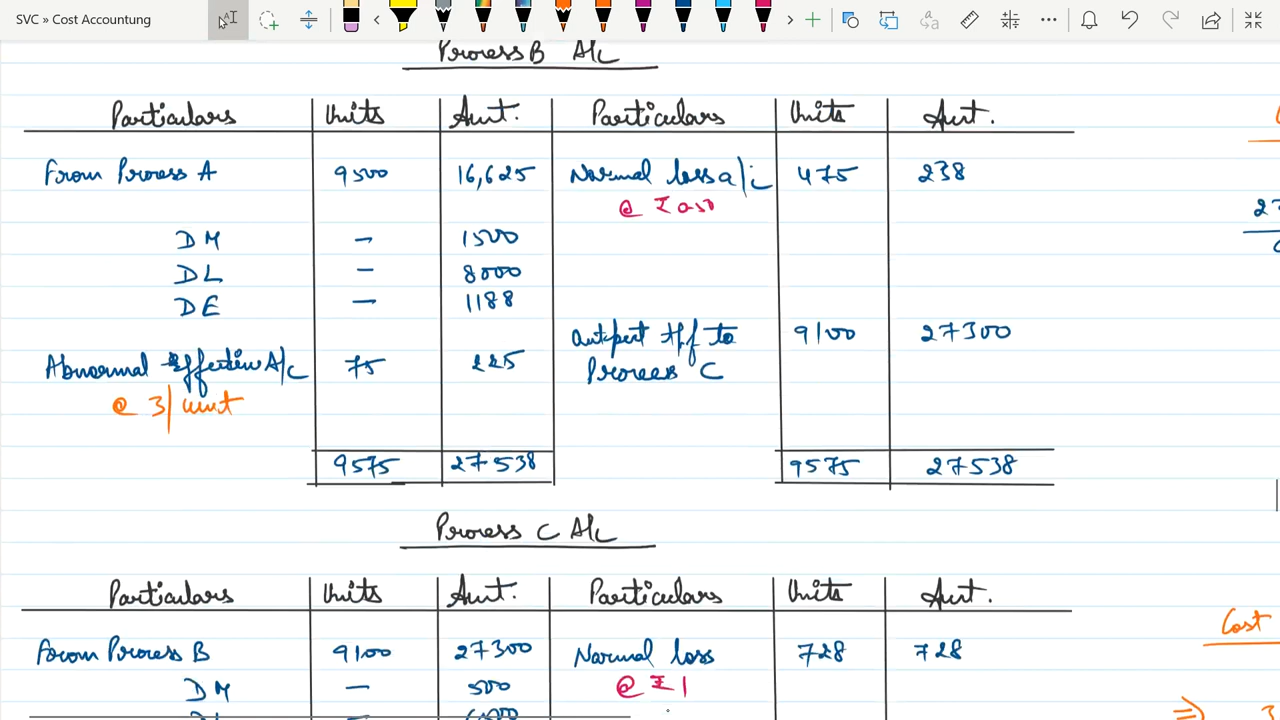 SVC » Cost Accountung
Process B A/c
Particulars Units Amt. Particulars Units Amt.
From Process A 9500 16,625 Normal loss a/c 475 238
@ ₹ 0.50
DM - 1500
DL - 8000
DE - 1188
Output tff to 9100 27300
Abnormal Effective A/c 75 225 Process C
@ 3/unit
9575 27538 9575 27538
Process C A/c
Particulars Units Amt. Particulars Units Amt.
Cost
From Process B 9100 27300 Normal loss 728 728
DM - 500 @ ₹ 1